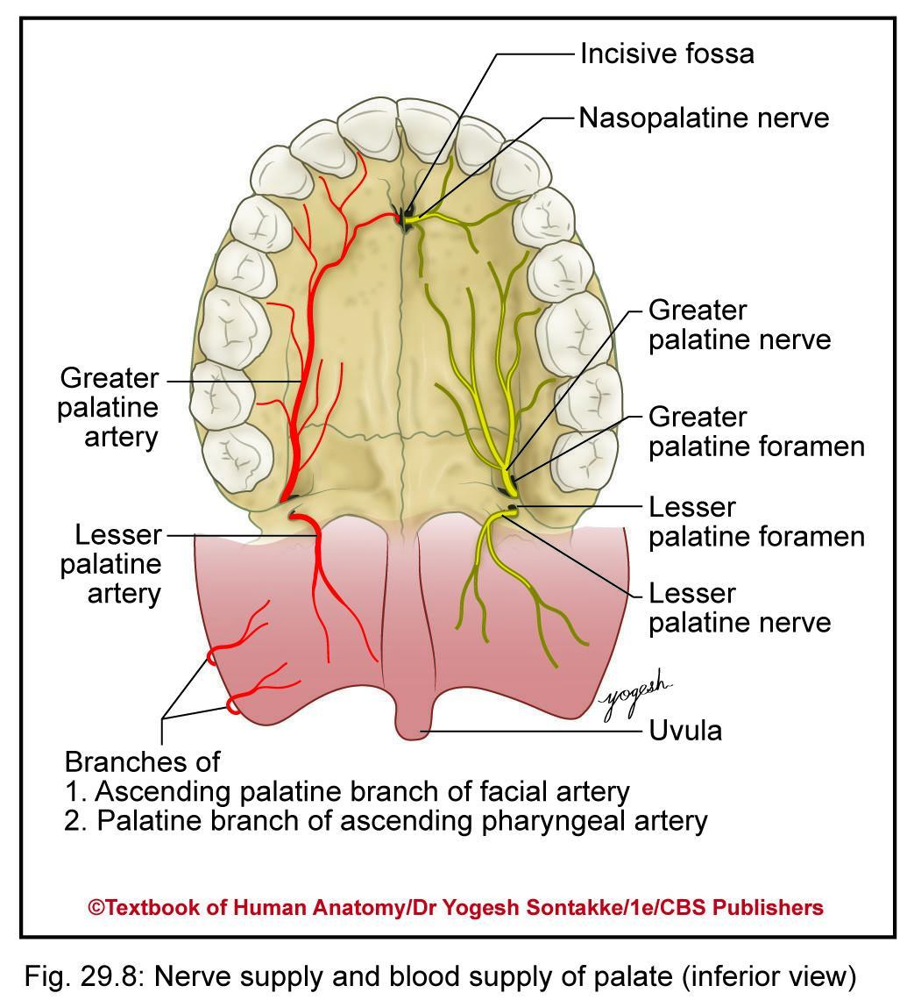 Incisive fossa
Nasopalatine nerve
Greater
palatine nerve
Greater
palatine
artery
Greater
palatine foramen
Lesser
palatine foramen
Lesser
palatine
artery
Lesser
palatine nerve
yogesh
Uvula
Branches of
1. Ascending palatine branch of facial artery
2. Palatine branch of ascending pharyngeal artery
©Textbook of Human Anatomy/Dr Yogesh Sontakke/1e/CBS Publishers
Fig. 29.8: Nerve supply and blood supply of palate (inferior view)